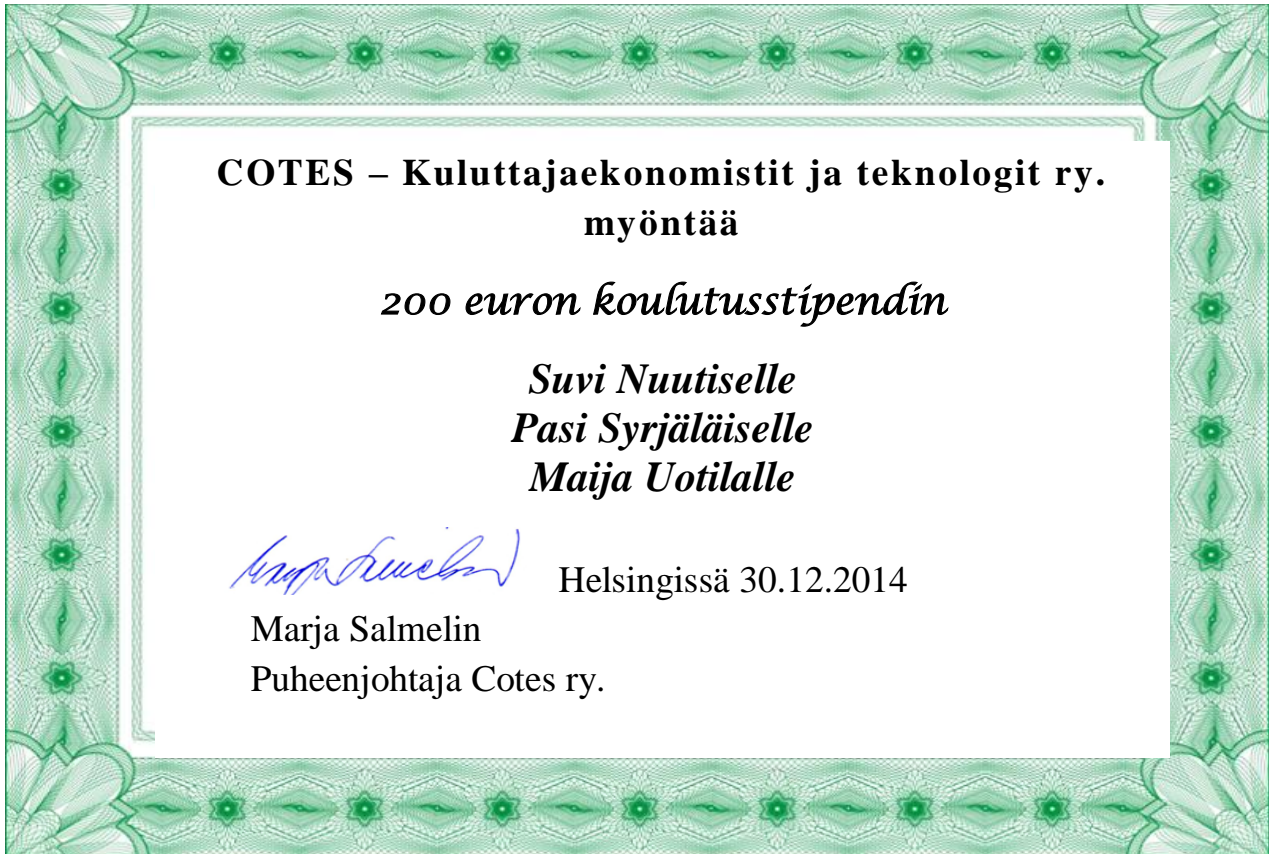 COTES – Kuluttajaekonomistit ja teknologit ry.
myöntää
200 euron koulutusstipendin
Suvi Nuutiselle
Pasi Syrjäläiselle
Maija Uotilalle
Helsingissä 30.12.2014
Marja Salmelin
Puheenjohtaja Cotes ry.